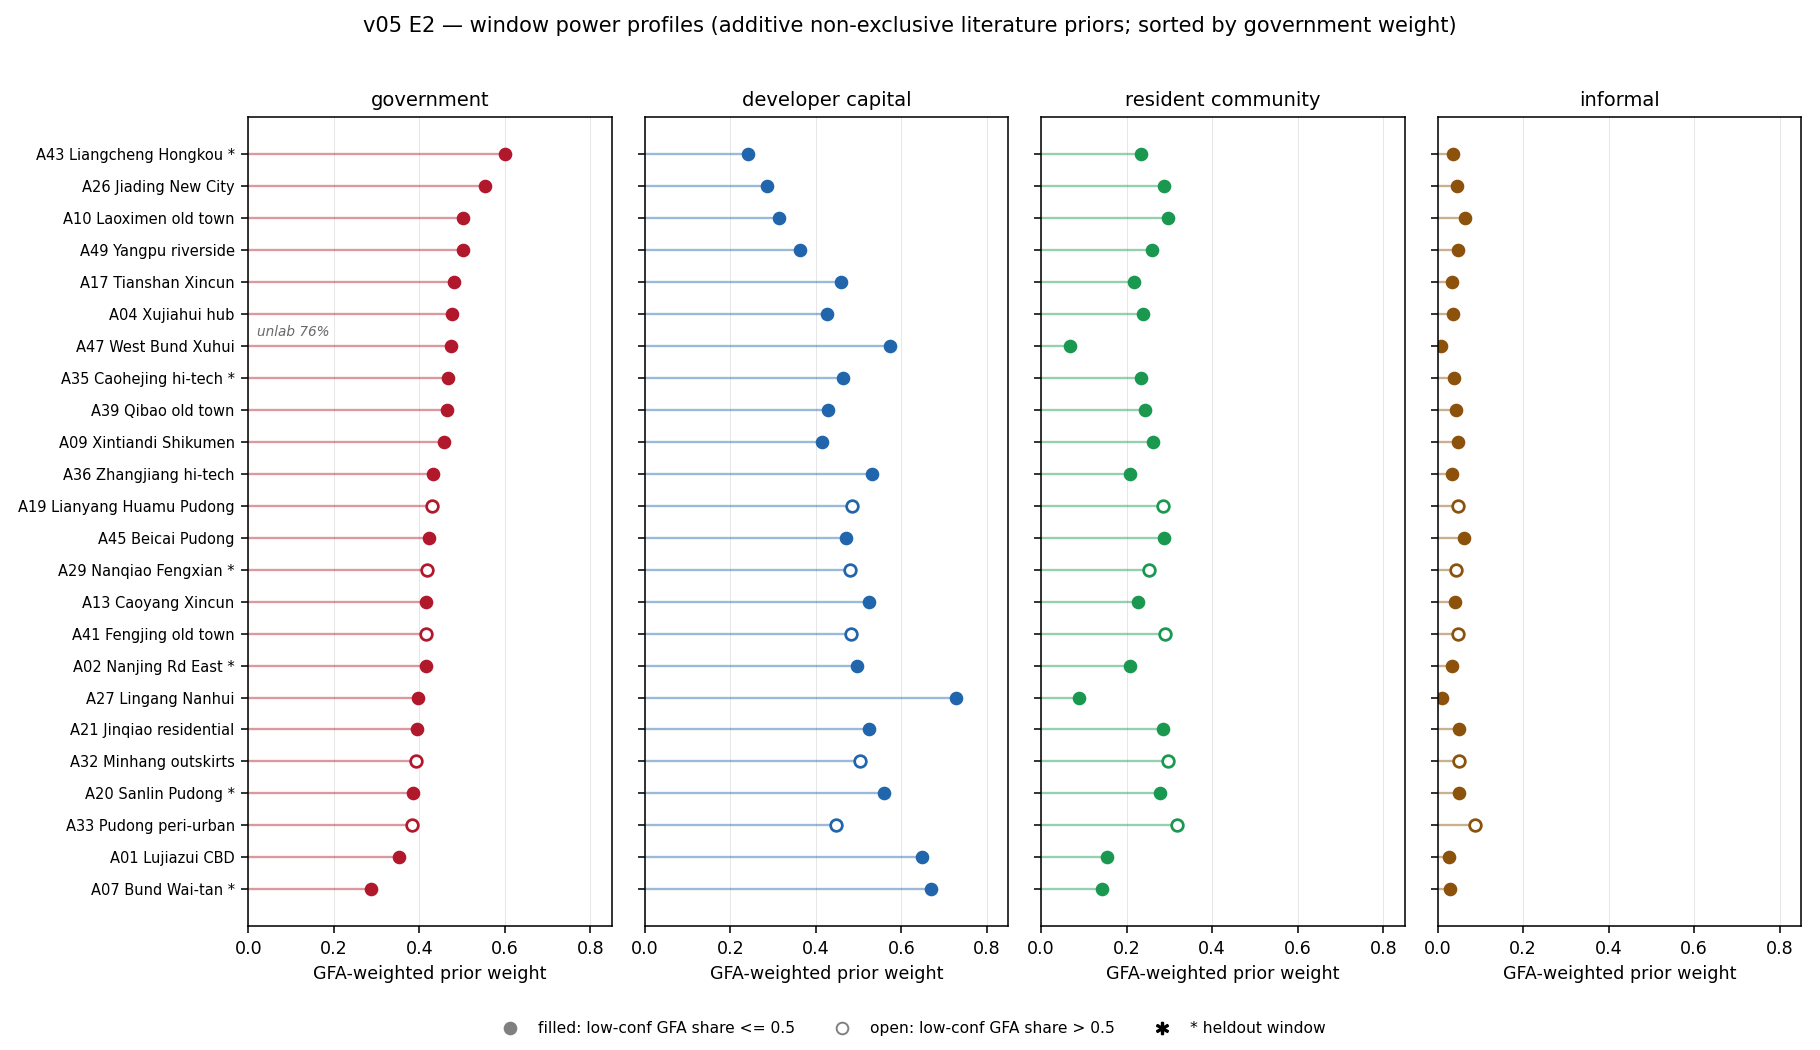 v05 E2 — window power profiles (additive non-exclusive literature priors; sorted by government weight)
government
developer capital
resident community
informal
A43 Liangcheng Hongkou *
A26 Jiading New City
A10 Laoximen old town
A49 Yangpu riverside
A17 Tianshan Xincun
A04 Xujiahui hub
unlab 76%
A47 West Bund Xuhui
A35 Caohejing hi-tech *
A39 Qibao old town
A09 Xintiandi Shikumen
A36 Zhangjiang hi-tech
A19 Lianyang Huamu Pudong
A45 Beicai Pudong
A29 Nanqiao Fengxian *
A13 Caoyang Xincun
A41 Fengjing old town
A02 Nanjing Rd East *
A27 Lingang Nanhui
A21 Jinqiao residential
A32 Minhang outskirts
A20 Sanlin Pudong *
A33 Pudong peri-urban
A01 Lujiazui CBD
A07 Bund Wai-tan *
0.0 0.2 0.4 0.6 0.8
0.0 0.2 0.4 0.6 0.8
0.0 0.2 0.4 0.6 0.8
0.0 0.2 0.4 0.6 0.8
GFA-weighted prior weight
GFA-weighted prior weight
GFA-weighted prior weight
GFA-weighted prior weight
filled: low-conf GFA share <= 0.5
open: low-conf GFA share > 0.5
* heldout window